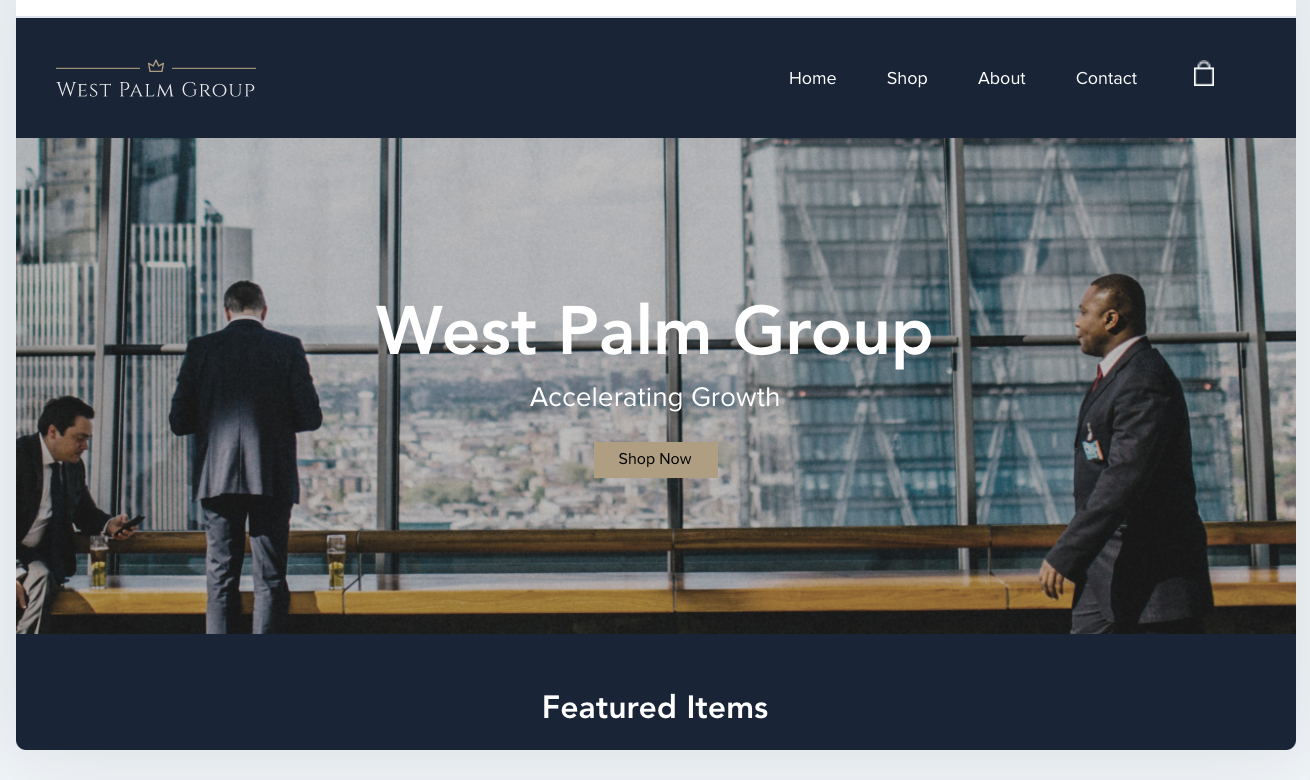 West Palm Group
Home Shop About Contact
West Palm Group
Accelerating Growth
Shop Now
Featured Items